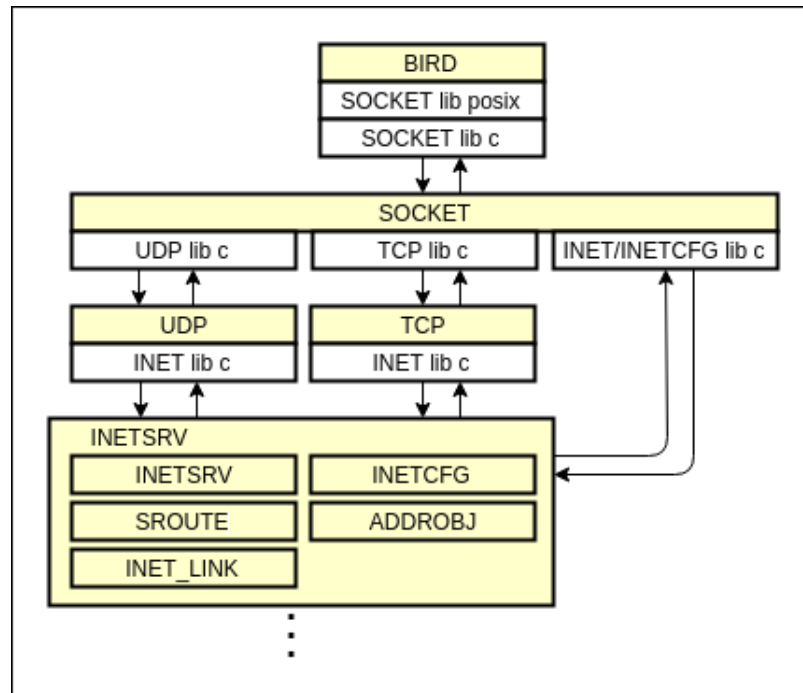 BIRD
SOCKET lib posix
SOCKET lib c
SOCKET
UDP lib c
TCP lib c
INET/INETCFG lib c
UDP
TCP
INET lib c
INET lib c
INETSRV
INETSRV
INETCFG
SROUTE
ADDROBJ
INET_LINK